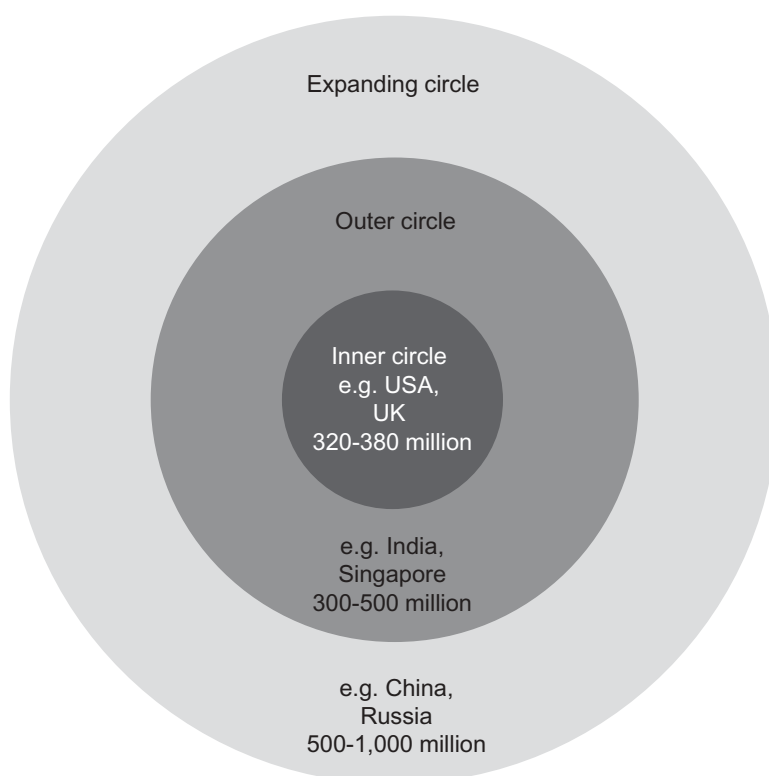 Expanding circle
Outer circle
Inner circle
e.g. USA,
UK
320-380 million
e.g. India,
Singapore
300-500 million
e.g. China,
Russia
500-1,000 million